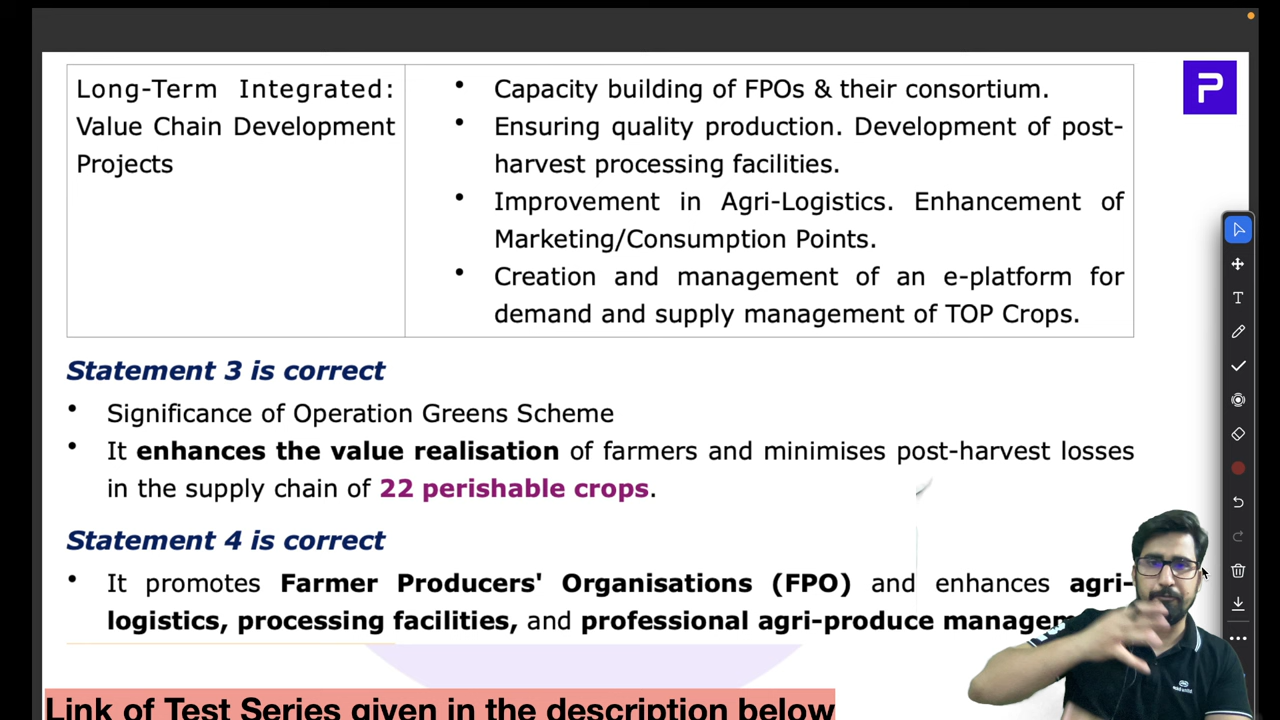 Long-Term Integrated:
Value Chain Development
Projects
• Capacity building of FPOs & their consortium.
• Ensuring quality production. Development of post-
harvest processing facilities.
• Improvement in Agri-Logistics. Enhancement of
Marketing/Consumption Points.
• Creation and management of an e-platform for
demand and supply management of TOP Crops.
Statement 3 is correct
• Significance of Operation Greens Scheme
• It enhances the value realisation of farmers and minimises post-harvest losses
in the supply chain of 22 perishable crops.
Statement 4 is correct
• It promotes Farmer Producers' Organisations (FPO) and enhances agri-
logistics, processing facilities, and professional agri-produce
Link of Test Series given in the description below